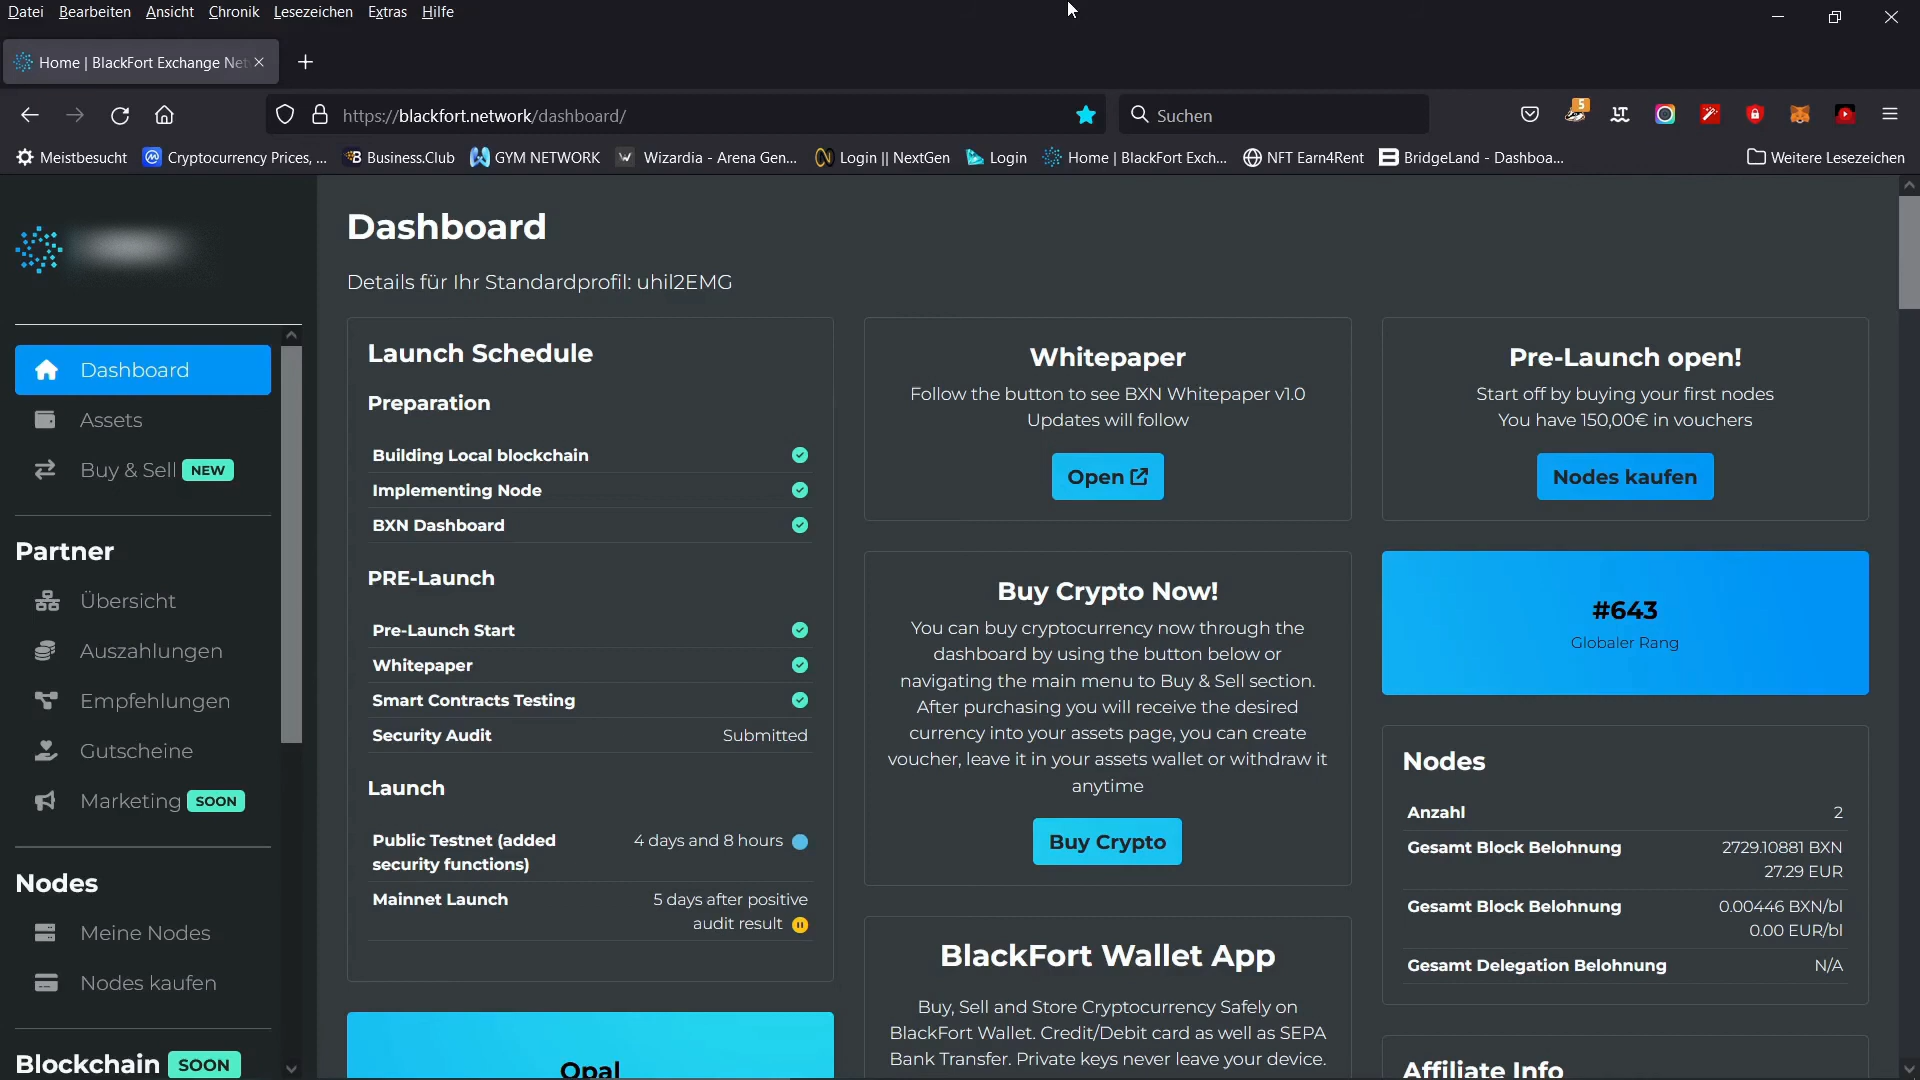 Datei Bearbeiten Ansicht Chronik Lesezeichen Extras Hilfe
Home | BlackFort Exchange Net
https://blackfort.network/dashboard/
Suchen
5
Meistbesucht
Cryptocurrency Prices, ...
Business.Club
GYM NETWORK
Wizardia - Arena Gen...
Login || NextGen
Login
Home | BlackFort Exch...
NFT Earn4Rent
BridgeLand - Dashboa...
Weitere Lesezeichen
Dashboard
Assets
Buy & Sell NEW
Partner
Übersicht
Auszahlungen
Empfehlungen
Gutscheine
Marketing SOON
Nodes
Meine Nodes
Nodes kaufen
Blockchain SOON
Dashboard
Details für Ihr Standardprofil: uhil2EMG
Launch Schedule
Preparation
Building Local blockchain
Implementing Node
BXN Dashboard
PRE-Launch
Pre-Launch Start
Whitepaper
Smart Contracts Testing
Security Audit Submitted
Launch
Public Testnet (added security functions) 4 days and 8 hours
Mainnet Launch 5 days after positive audit result
Opal
Whitepaper
Follow the button to see BXN Whitepaper v1.0
Updates will follow
Open
Buy Crypto Now!
You can buy cryptocurrency now through the
dashboard by using the button below or
navigating the main menu to Buy & Sell section.
After purchasing you will receive the desired
currency into your assets page, you can create
voucher, leave it in your assets wallet or withdraw it
anytime
Buy Crypto
BlackFort Wallet App
Buy, Sell and Store Cryptocurrency Safely on
BlackFort Wallet. Credit/Debit card as well as SEPA
Bank Transfer. Private keys never leave your device.
Pre-Launch open!
Start off by buying your first nodes
You have 150,00€ in vouchers
Nodes kaufen
#643
Globaler Rang
Nodes
Anzahl 2
Gesamt Block Belohnung 2729.10881 BXN
27.29 EUR
Gesamt Block Belohnung 0.00446 BXN/bl
0.00 EUR/bl
Gesamt Delegation Belohnung N/A
Affiliate Info